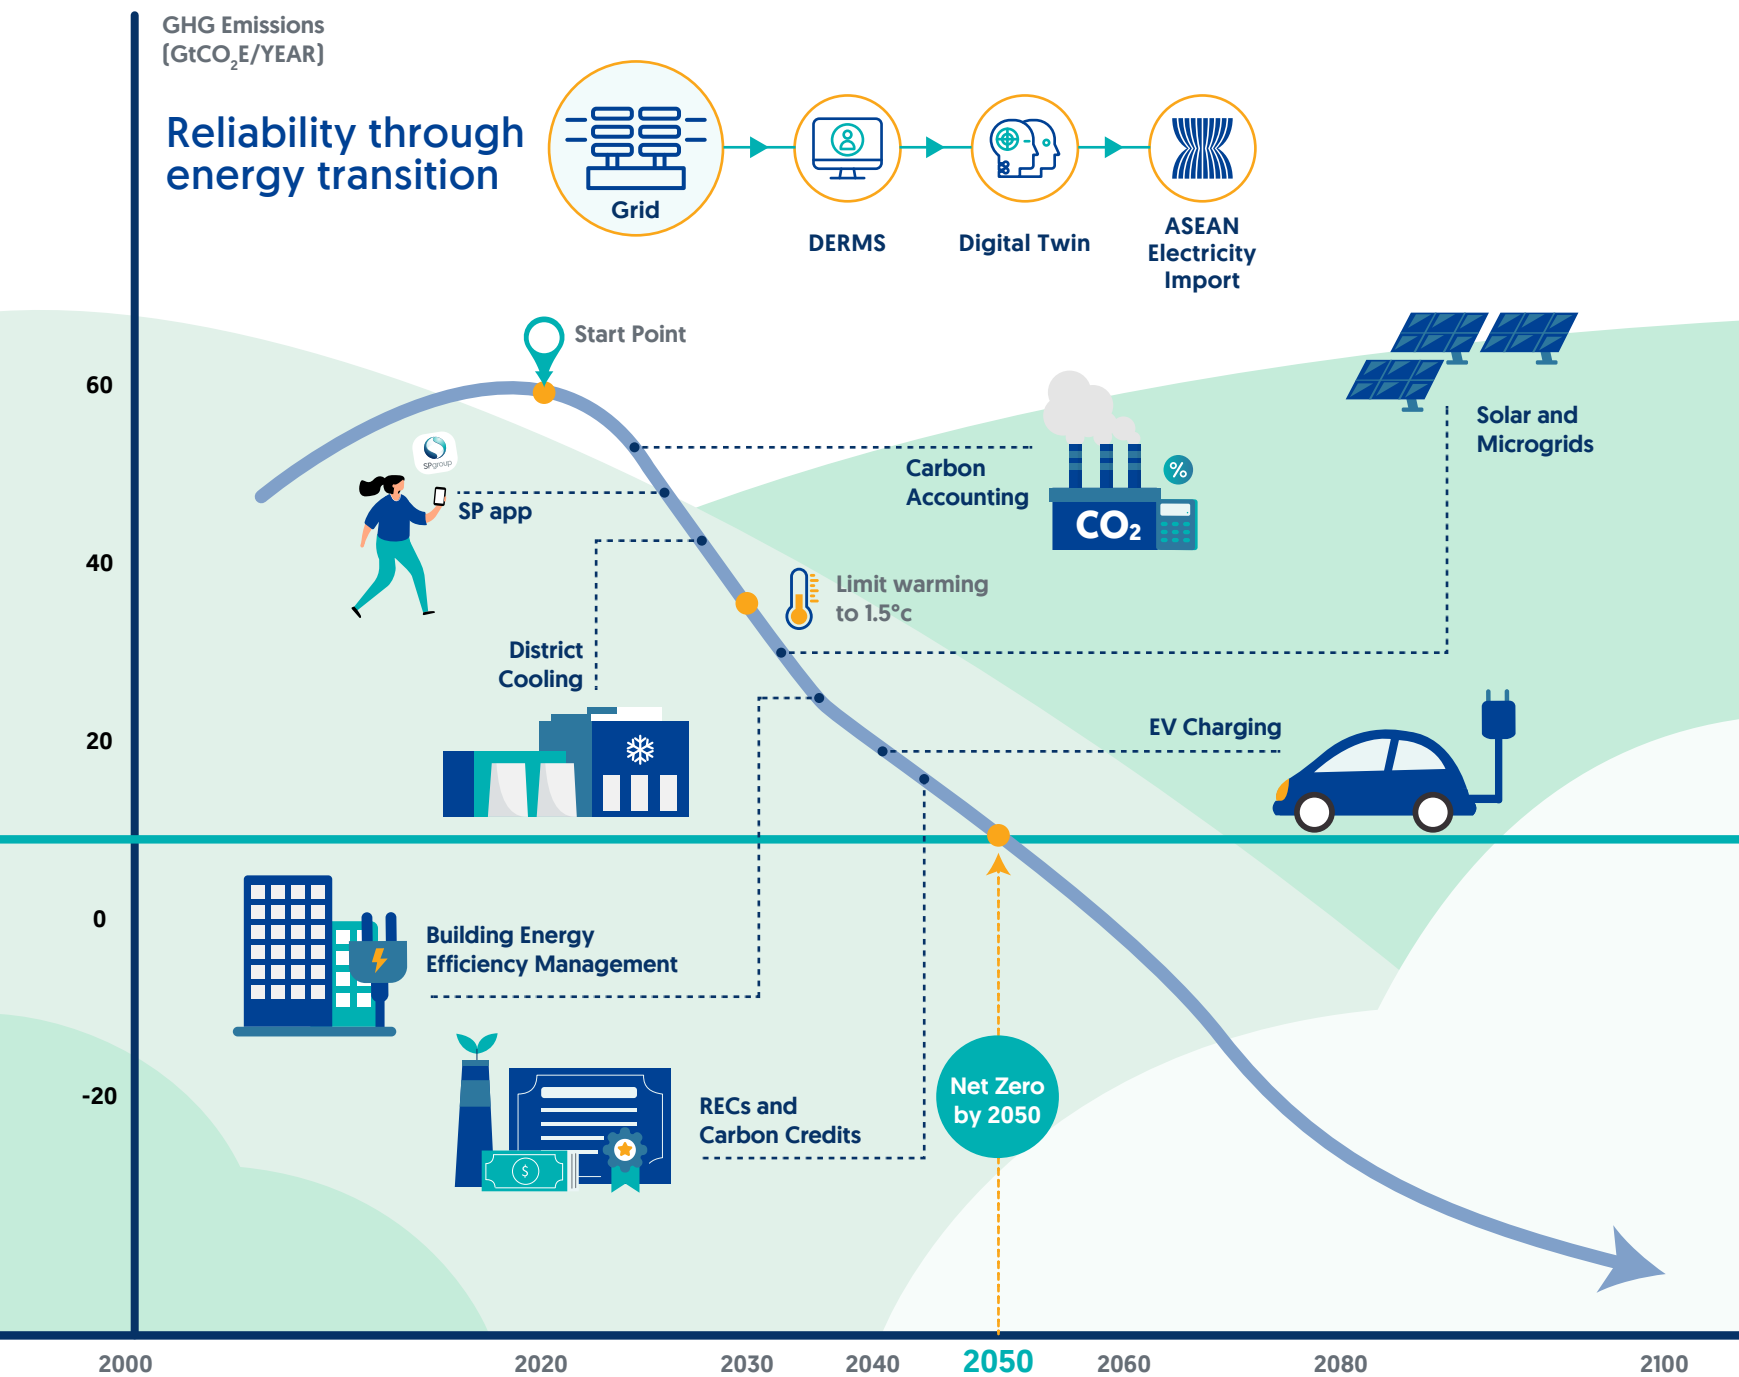 GHG Emissions
(GtCO₂E/YEAR)
Reliability through
energy transition
Grid
DERMS
Digital Twin
ASEAN
Electricity
Import
Start Point
60
SPgroup
SP app
Carbon
Accounting
%
CO₂
Solar and
Microgrids
40
Limit warming
to 1.5°c
District
Cooling
20
EV Charging
0
Building Energy
Efficiency Management
-20
RECs and
Carbon Credits
$
Net Zero
by 2050
2000
2020
2030
2040
2050
2060
2080
2100